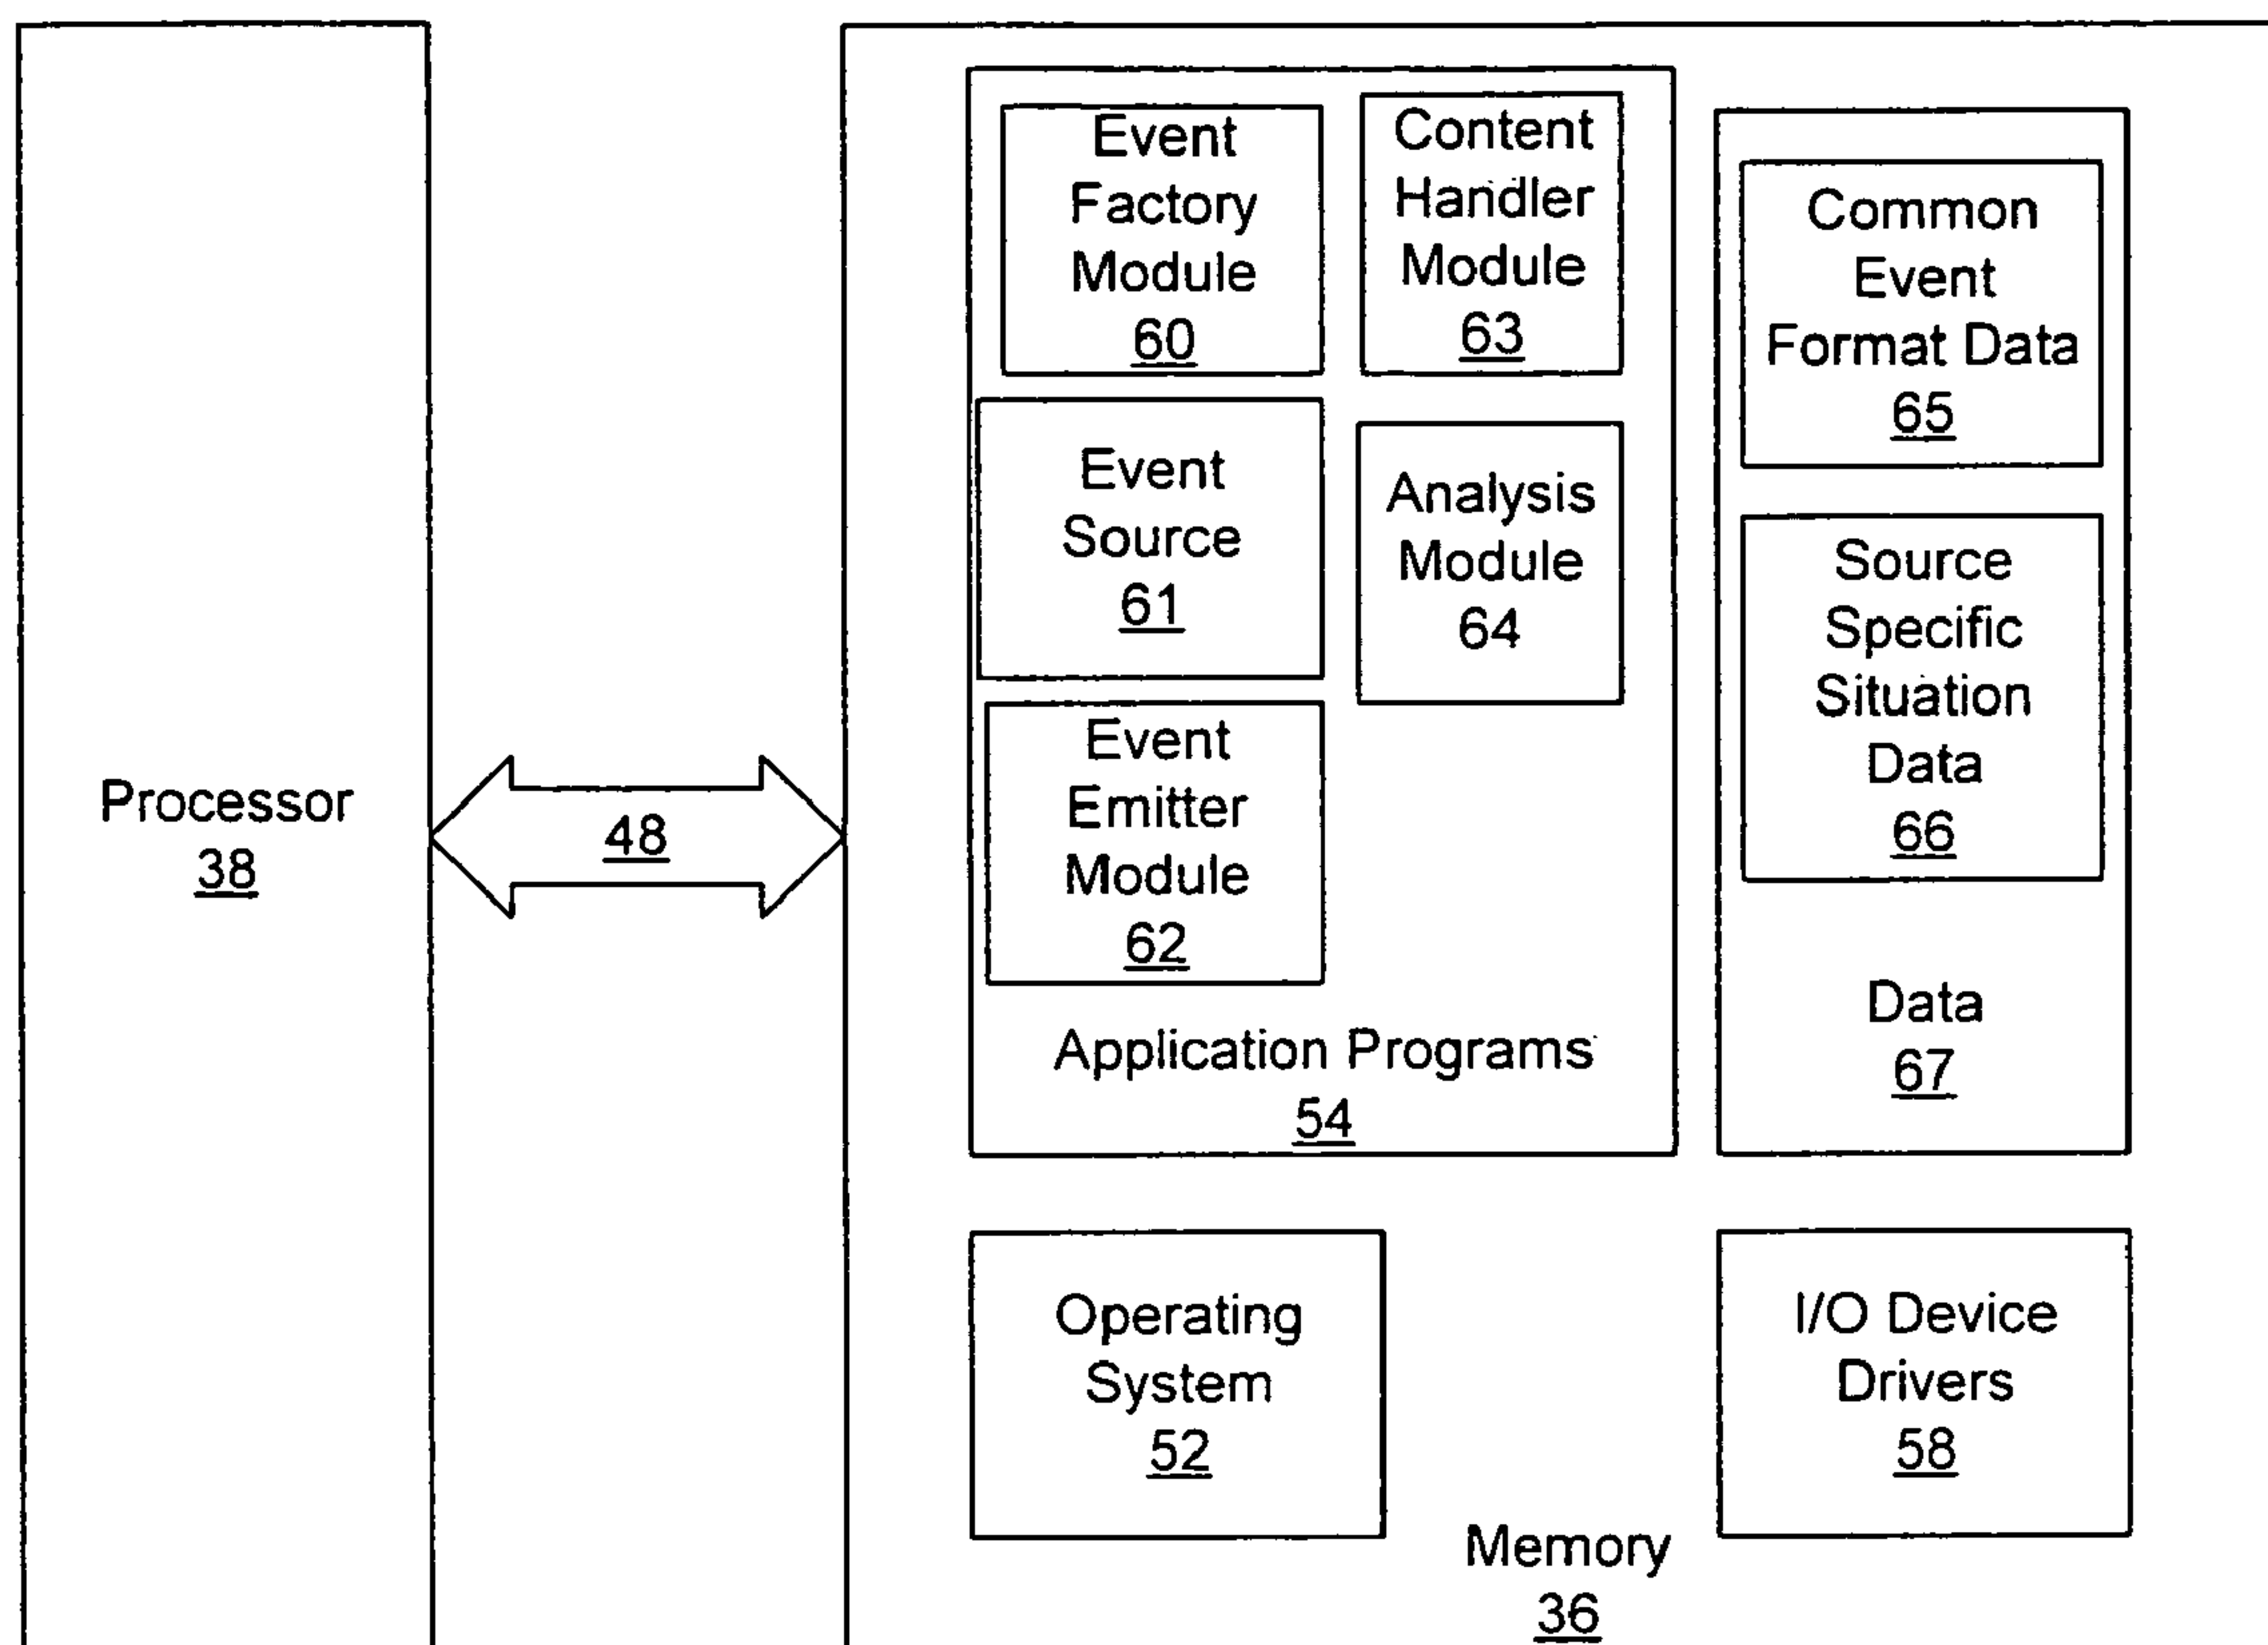 Processor
38
48
Event
Factory
Module
60
Content
Handler
Module
63
Event
Source
61
Analysis
Module
64
Event
Emitter
Module
62
Application Programs
54
Common
Event
Format Data
65
Source
Specific
Situation
Data
66
Data
67
Operating
System
52
I/O Device
Drivers
58
Memory
36